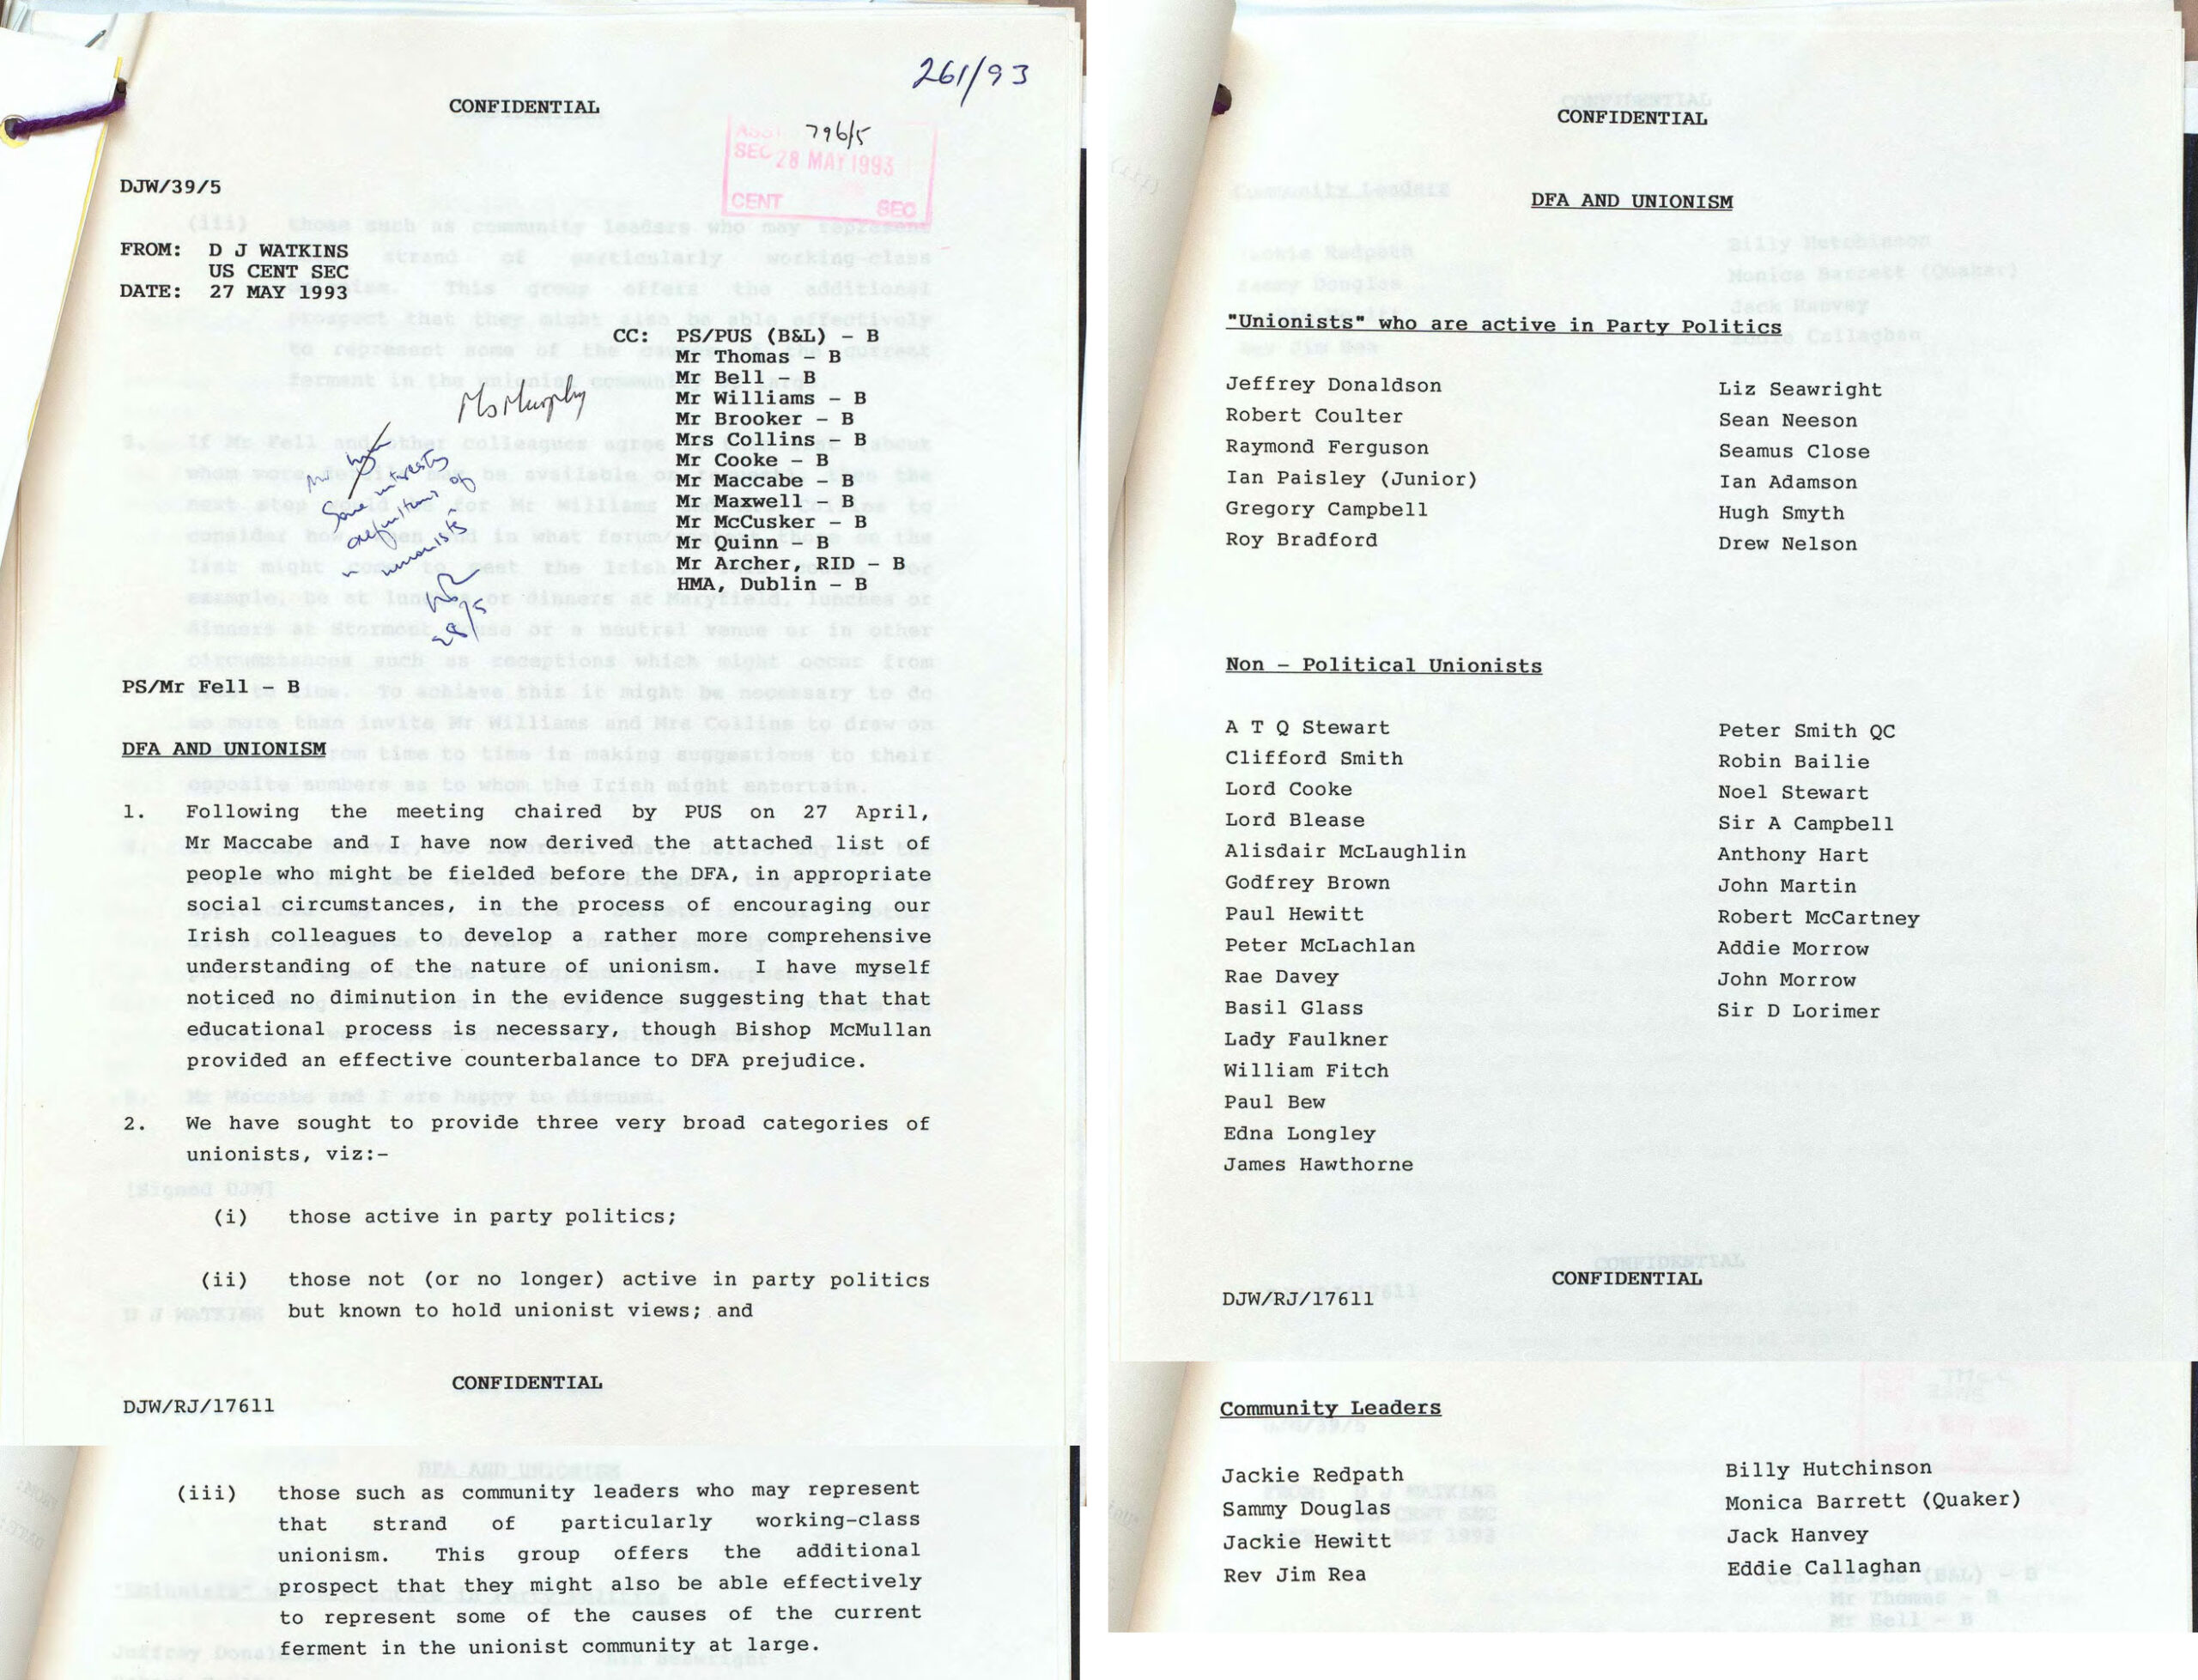 261/93
CONFIDENTIAL
796/5
SEC 28 MAY 1993
CENT SEC
DJW/39/5
FROM: D J WATKINS
US CENT SEC
DATE: 27 MAY 1993
CC: PS/PUS (B&L) - B
Mr Thomas - B
Mr Bell - B
Mr Williams - B
Mr Brooker - B
Mrs Collins - B
Mr Cooke - B
Mr Maccabe - B
Mr Maxwell - B
Mr McCusker - B
Mr Quinn - B
Mr Archer, RID - B
HMA, Dublin - B
Ms Murphy
Some interesting
definitions of
unionists
28/5
PS/Mr Fell - B
DFA AND UNIONISM
1. Following the meeting chaired by PUS on 27 April,
Mr Maccabe and I have now derived the attached list of
people who might be fielded before the DFA, in appropriate
social circumstances, in the process of encouraging our
Irish colleagues to develop a rather more comprehensive
understanding of the nature of unionism. I have myself
noticed no diminution in the evidence suggesting that that
educational process is necessary, though Bishop McMullan
provided an effective counterbalance to DFA prejudice.
2. We have sought to provide three very broad categories of
unionists, viz:-
(i) those active in party politics;
(ii) those not (or no longer) active in party politics
but known to hold unionist views; and
CONFIDENTIAL
DJW/RJ/17611
(iii) those such as community leaders who may represent
that strand of particularly working-class
unionism. This group offers the additional
prospect that they might also be able effectively
to represent some of the causes of the current
ferment in the unionist community at large.
CONFIDENTIAL
DFA AND UNIONISM
"Unionists" who are active in Party Politics
Jeffrey Donaldson
Robert Coulter
Raymond Ferguson
Ian Paisley (Junior)
Gregory Campbell
Roy Bradford
Liz Seawright
Sean Neeson
Seamus Close
Ian Adamson
Hugh Smyth
Drew Nelson
Non - Political Unionists
A T Q Stewart
Clifford Smith
Lord Cooke
Lord Blease
Alisdair McLaughlin
Godfrey Brown
Paul Hewitt
Peter McLachlan
Rae Davey
Basil Glass
Lady Faulkner
William Fitch
Paul Bew
Edna Longley
James Hawthorne
Peter Smith QC
Robin Bailie
Noel Stewart
Sir A Campbell
Anthony Hart
John Martin
Robert McCartney
Addie Morrow
John Morrow
Sir D Lorimer
CONFIDENTIAL
DJW/RJ/17611
Community Leaders
Jackie Redpath
Sammy Douglas
Jackie Hewitt
Rev Jim Rea
Billy Hutchinson
Monica Barrett (Quaker)
Jack Hanvey
Eddie Callaghan